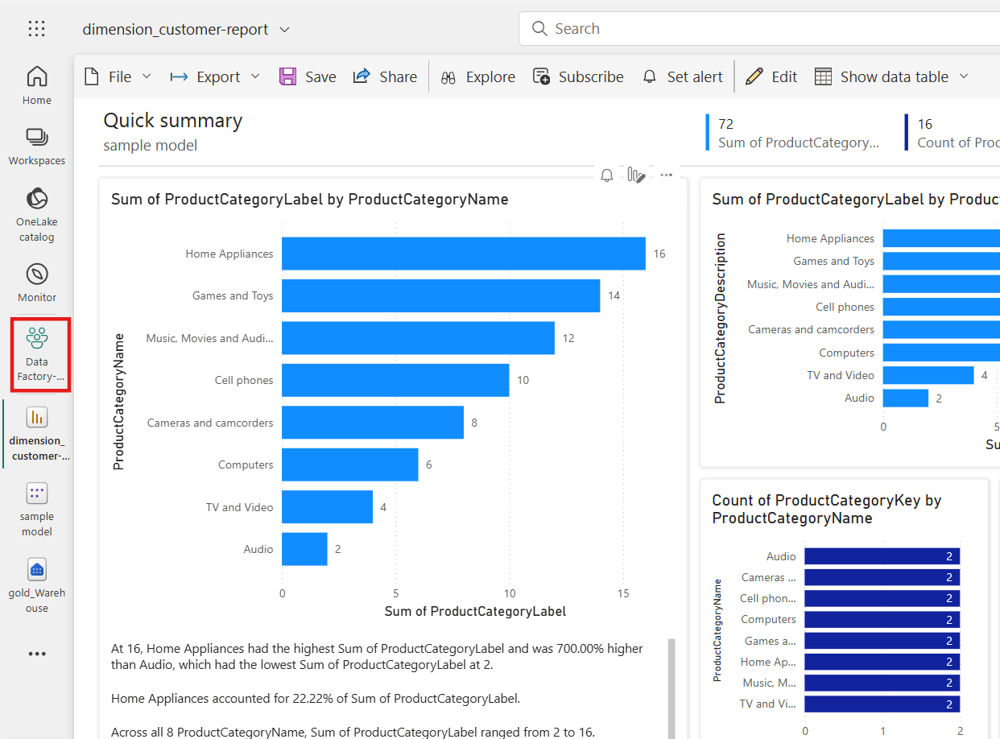 dimension_customer-report
Search
Home
Workspaces
OneLake
catalog
Monitor
Data
Factory-...
dimension_
customer-...
sample
model
gold_Wareh
ouse
File
Export
Save
Share
Explore
Subscribe
Set alert
Edit
Show data table
Quick summary
sample model
72
Sum of ProductCategory...
16
Count of Proc
Sum of ProductCategoryLabel by ProductCategoryName
ProductCategoryName
Home Appliances
16
Games and Toys
14
Music, Movies and Audi...
12
Cell phones
10
Cameras and camcorders
8
Computers
6
TV and Video
4
Audio
2
0
5
10
15
Sum of ProductCategoryLabel
At 16, Home Appliances had the highest Sum of ProductCategoryLabel and was 700.00% higher
than Audio, which had the lowest Sum of ProductCategoryLabel at 2.
Home Appliances accounted for 22.22% of Sum of ProductCategoryLabel.
Across all 8 ProductCategoryName, Sum of ProductCategoryLabel ranged from 2 to 16.
Sum of ProductCategoryLabel by Product
ProductCategoryDescription
Home Appliances
Games and Toys
Music, Movies and Audi...
Cell phones
Cameras and camcorders
Computers
TV and Video
4
Audio
2
0
5
Su
Count of ProductCategoryKey by
ProductCategoryName
ProductCategoryName
Audio
2
Cameras ...
2
Cell phon...
2
Computers
2
Games a...
2
Home Ap...
2
Music, M...
2
TV and Vi...
2
0
1
2